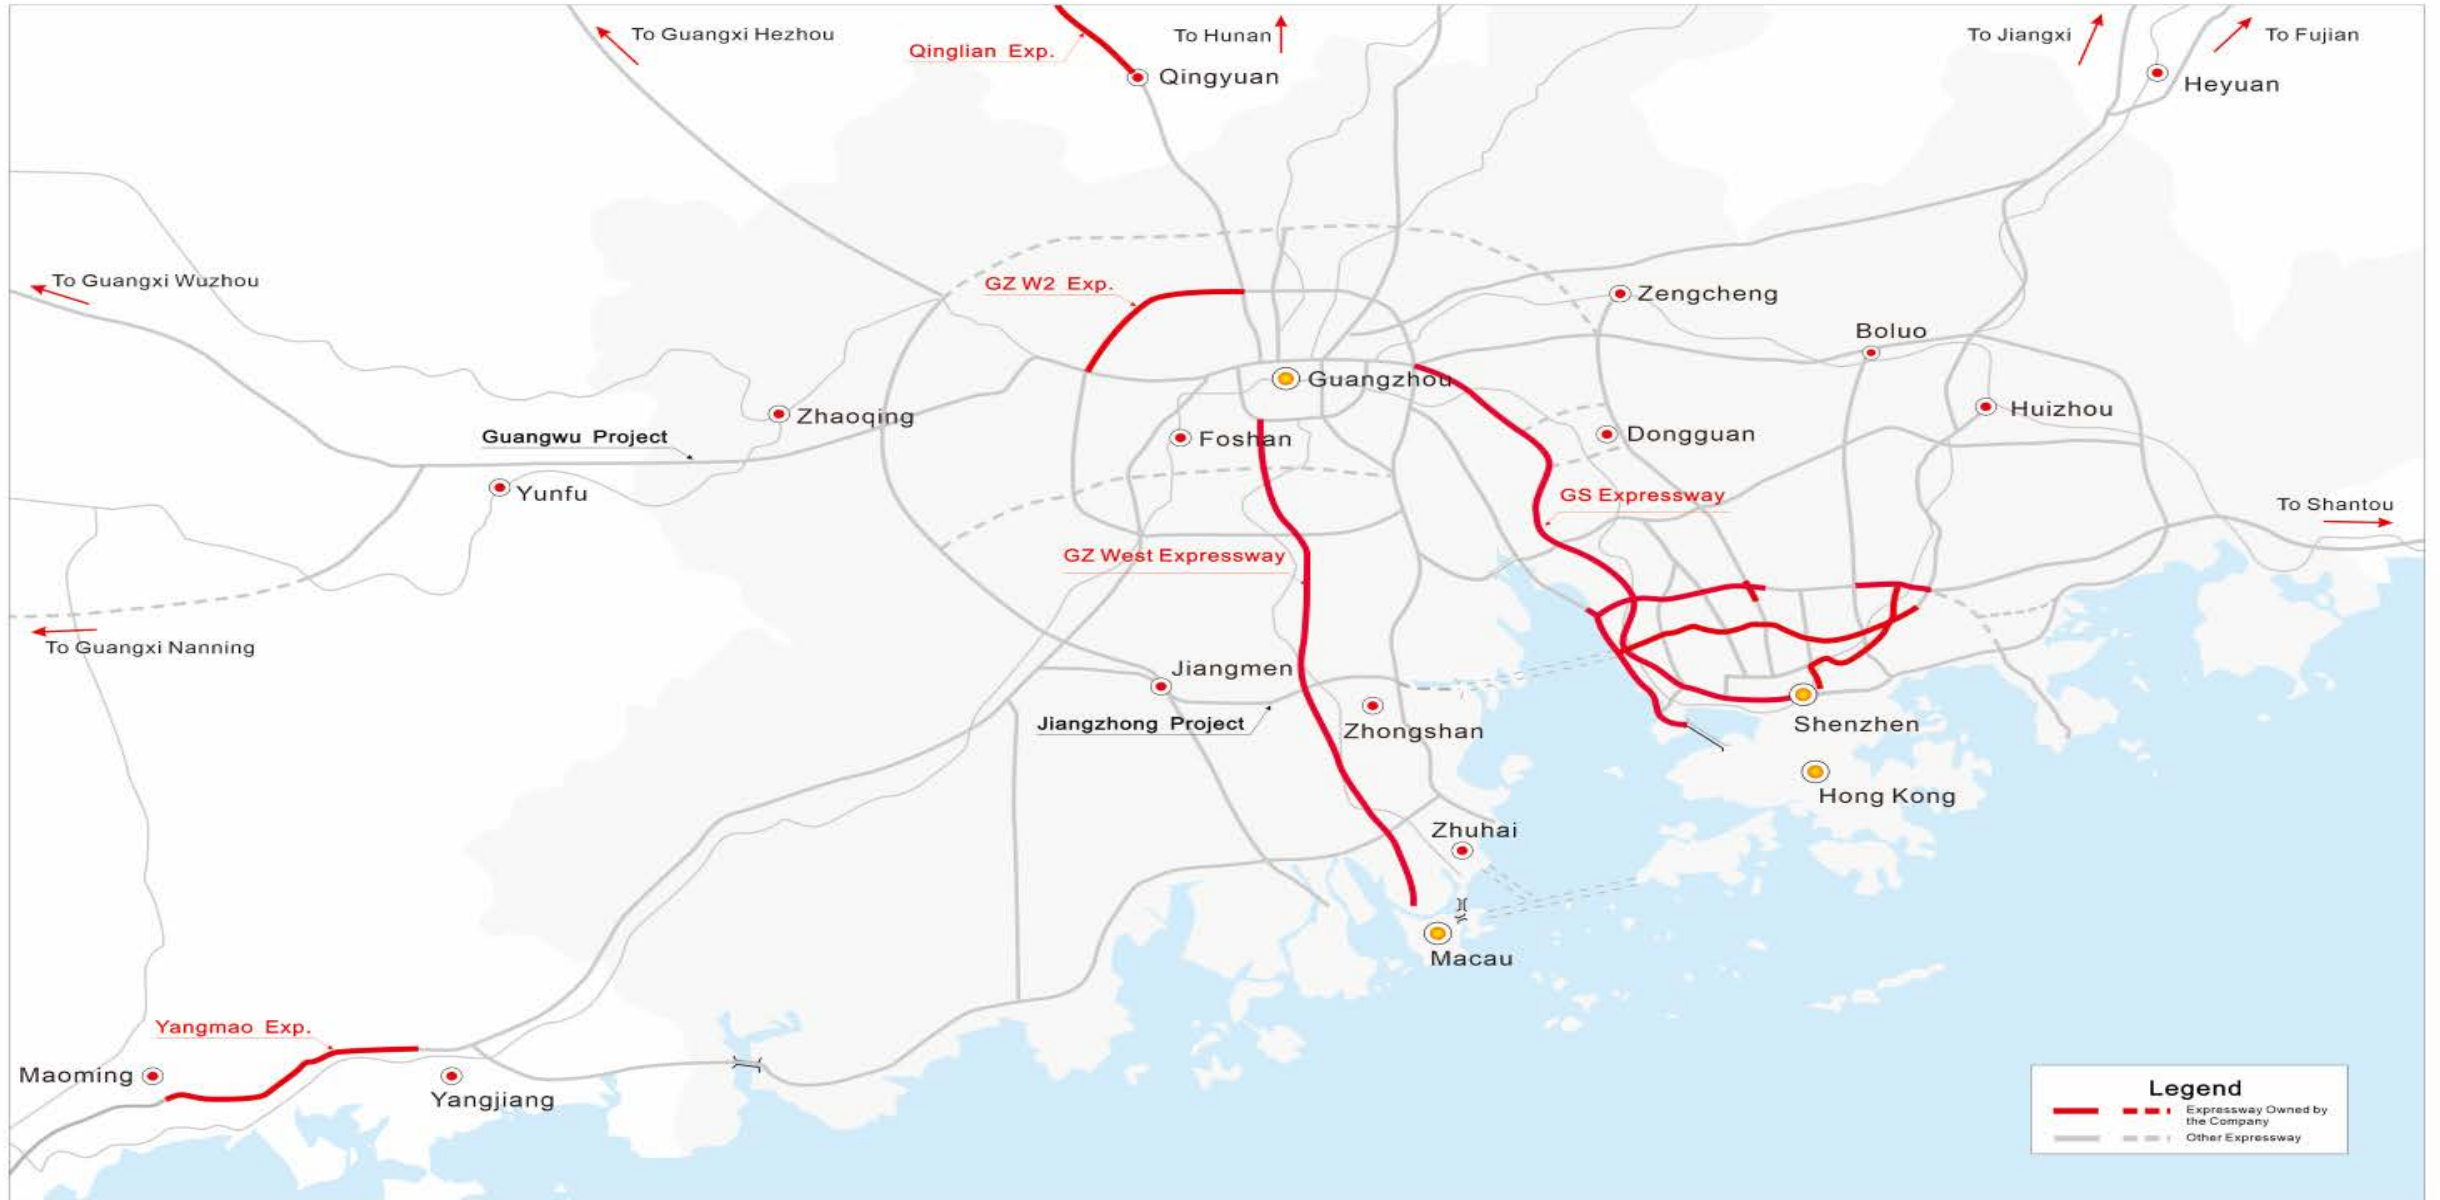 To Guangxi Hezhou
Qinglian Exp.
To Hunan
To Jiangxi
To Fujian
Qingyuan
Heyuan
To Guangxi Wuzhou
GZ W2 Exp.
Zengcheng
Boluo
Guangzhou
Zhaoqing
Huizhou
Guangwu Project
Foshan
Dongguan
Yunfu
GS Expressway
To Shantou
GZ West Expressway
To Guangxi Nanning
Jiangmen
Jiangzhong Project
Zhongshan
Shenzhen
Hong Kong
Zhuhai
Macau
Yangmao Exp.
Maoming
Yangjiang
Legend
Expressway Owned by
the Company
Other Expressway